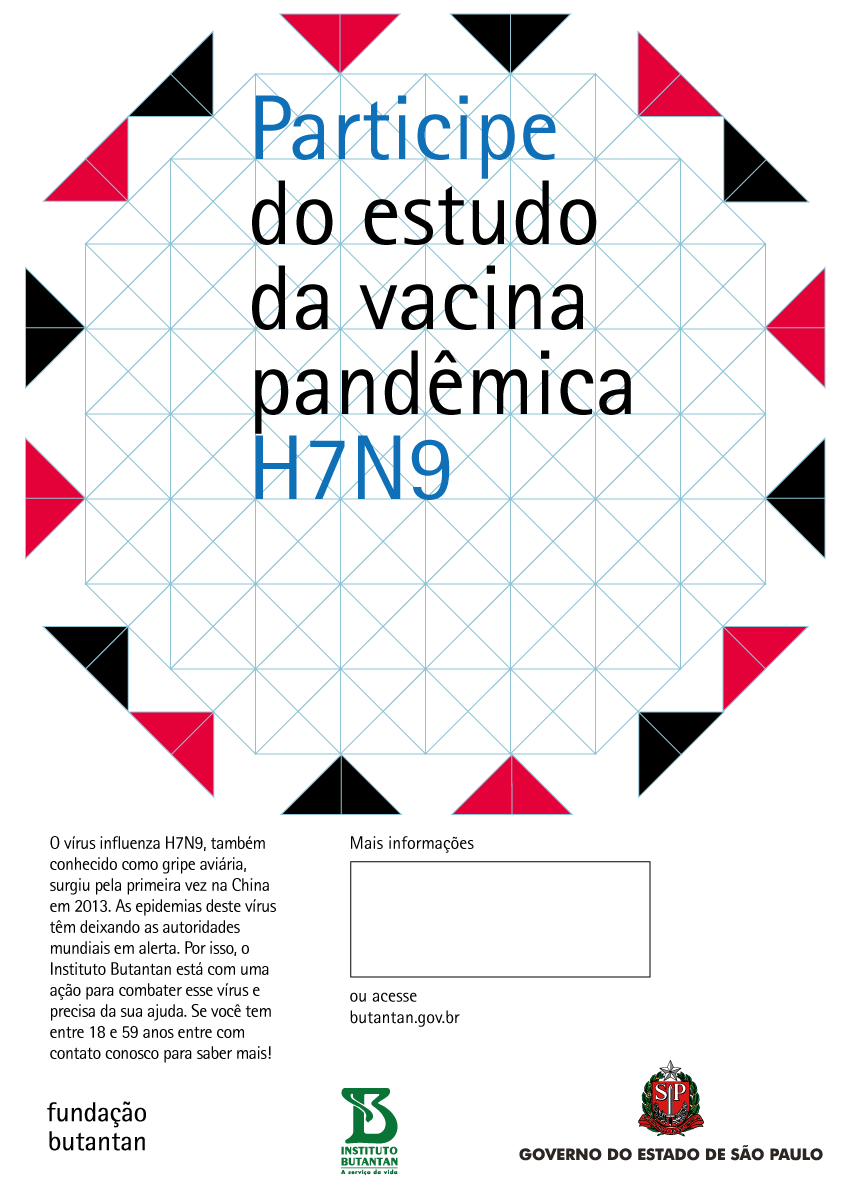 Participe
do estudo
da vacina
pandêmica
H7N9
O vírus influenza H7N9, também
conhecido como gripe aviária,
surgiu pela primeira vez na China
em 2013. As epidemias deste vírus
têm deixando as autoridades
mundiais em alerta. Por isso, o
Instituto Butantan está com uma
ação para combater esse vírus e
precisa da sua ajuda. Se você tem
entre 18 e 59 anos entre com
contato conosco para saber mais!
Mais informações
ou acesse
butantan.gov.br
fundação
butantan
INSTITUTO
BUTANTAN
A serviço da vida
SP
GOVERNO DO ESTADO DE SÃO PAULO